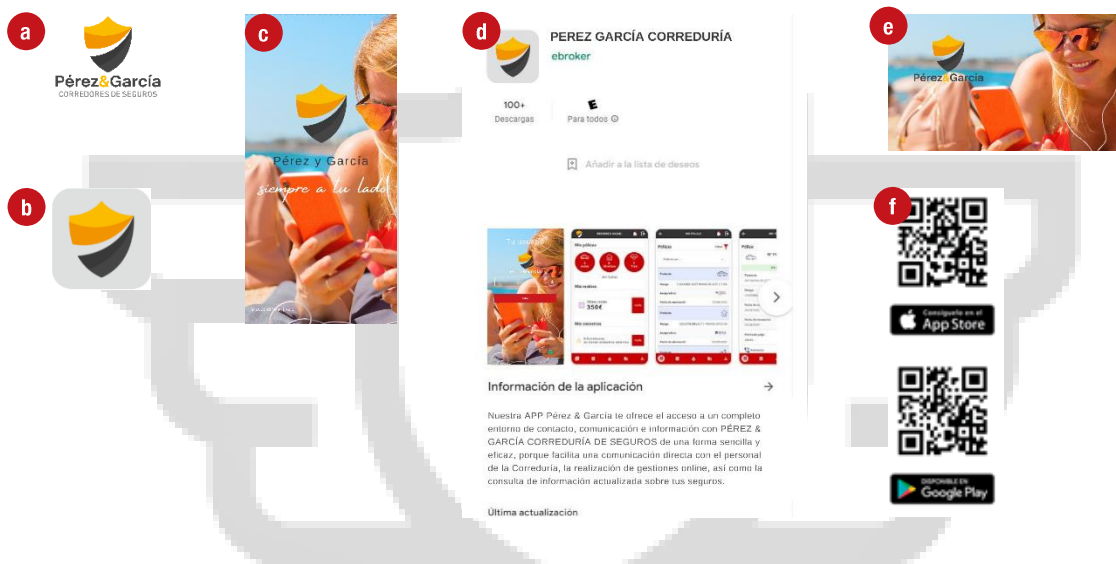 a
Pérez&García
CORREDORES DE SEGUROS
b
c
Pérez y García
siempre a tu lado
d
PEREZ GARCÍA CORREDURÍA
ebroker
100+
Descargas
E
Para todos
Añadir a la lista de deseos
Mis pólizas
350€
Pólizas
Información de la aplicación
Nuestra APP Pérez & García te ofrece el acceso a un completo
entorno de contacto, comunicación e información con PÉREZ &
GARCÍA CORREDURÍA DE SEGUROS de una forma sencilla y
eficaz, porque facilita una comunicación directa con el personal
de la Correduría, la realización de gestiones online, así como la
consulta de información actualizada sobre tus seguros.
Última actualización
e
Pérez&García
f
Consíguelo en el
App Store
DISPONIBLE EN
Google Play